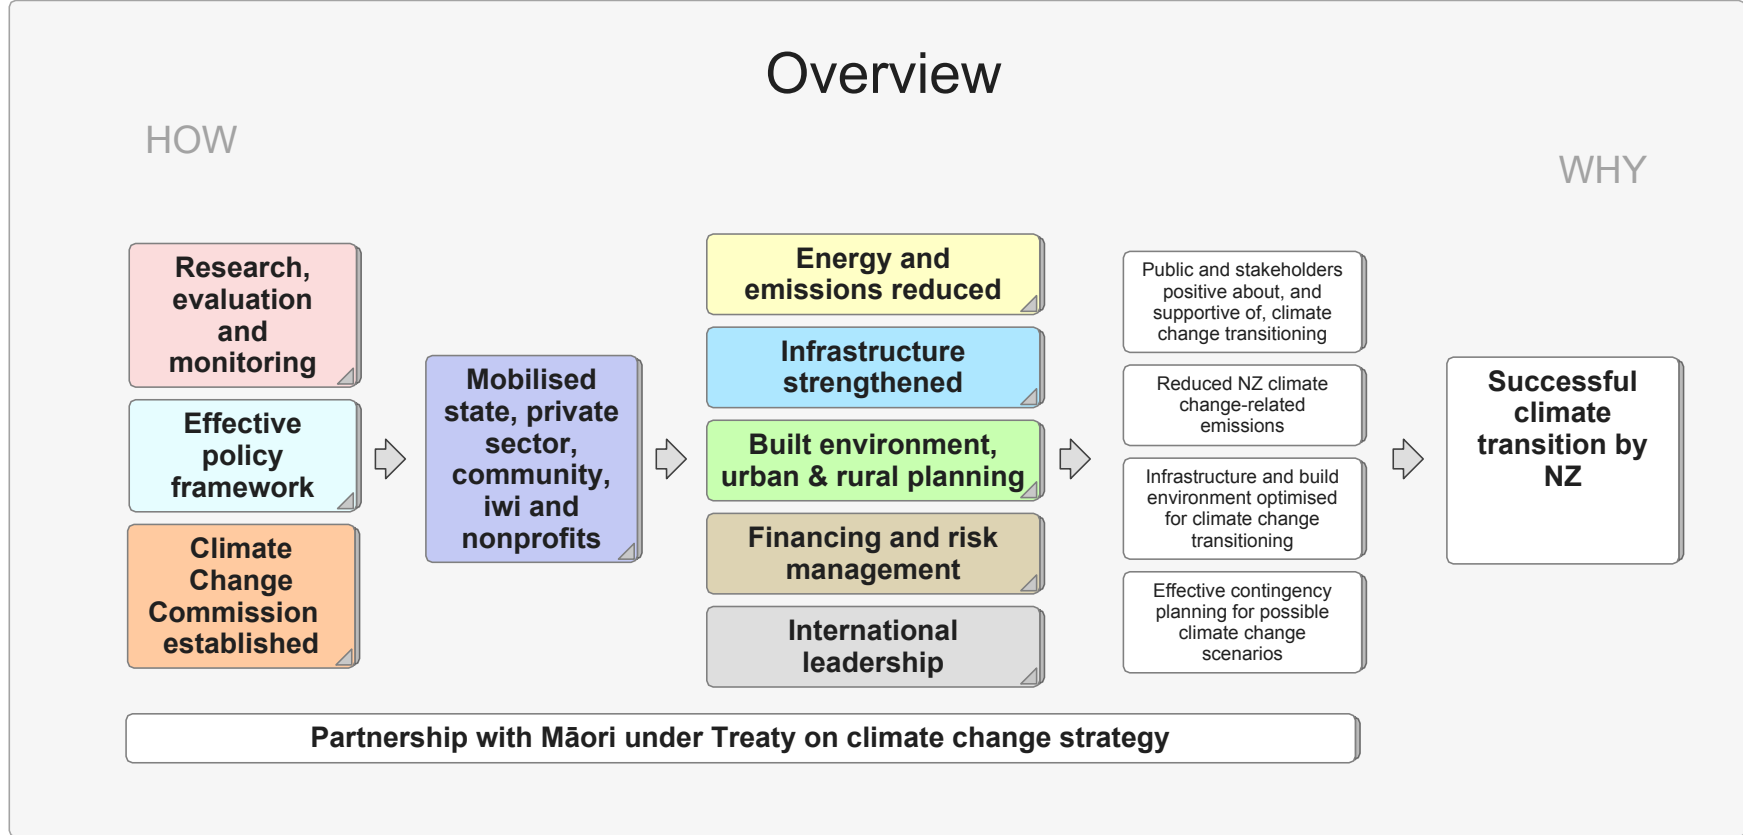 Overview
HOW
WHY
Research,
evaluation
and
monitoring
Effective
policy
framework
Climate
Change
Commission
established
Mobilised
state, private
sector,
community,
iwi and
nonprofits
Energy and
emissions reduced
Infrastructure
strengthened
Built environment,
urban & rural planning
Financing and risk
management
International
leadership
Public and stakeholders
positive about, and
supportive of, climate
change transitioning
Reduced NZ climate
change-related
emissions
Infrastructure and build
environment optimised
for climate change
transitioning
Effective contingency
planning for possible
climate change
scenarios
Successful
climate
transition by
NZ
Partnership with Māori under Treaty on climate change strategy